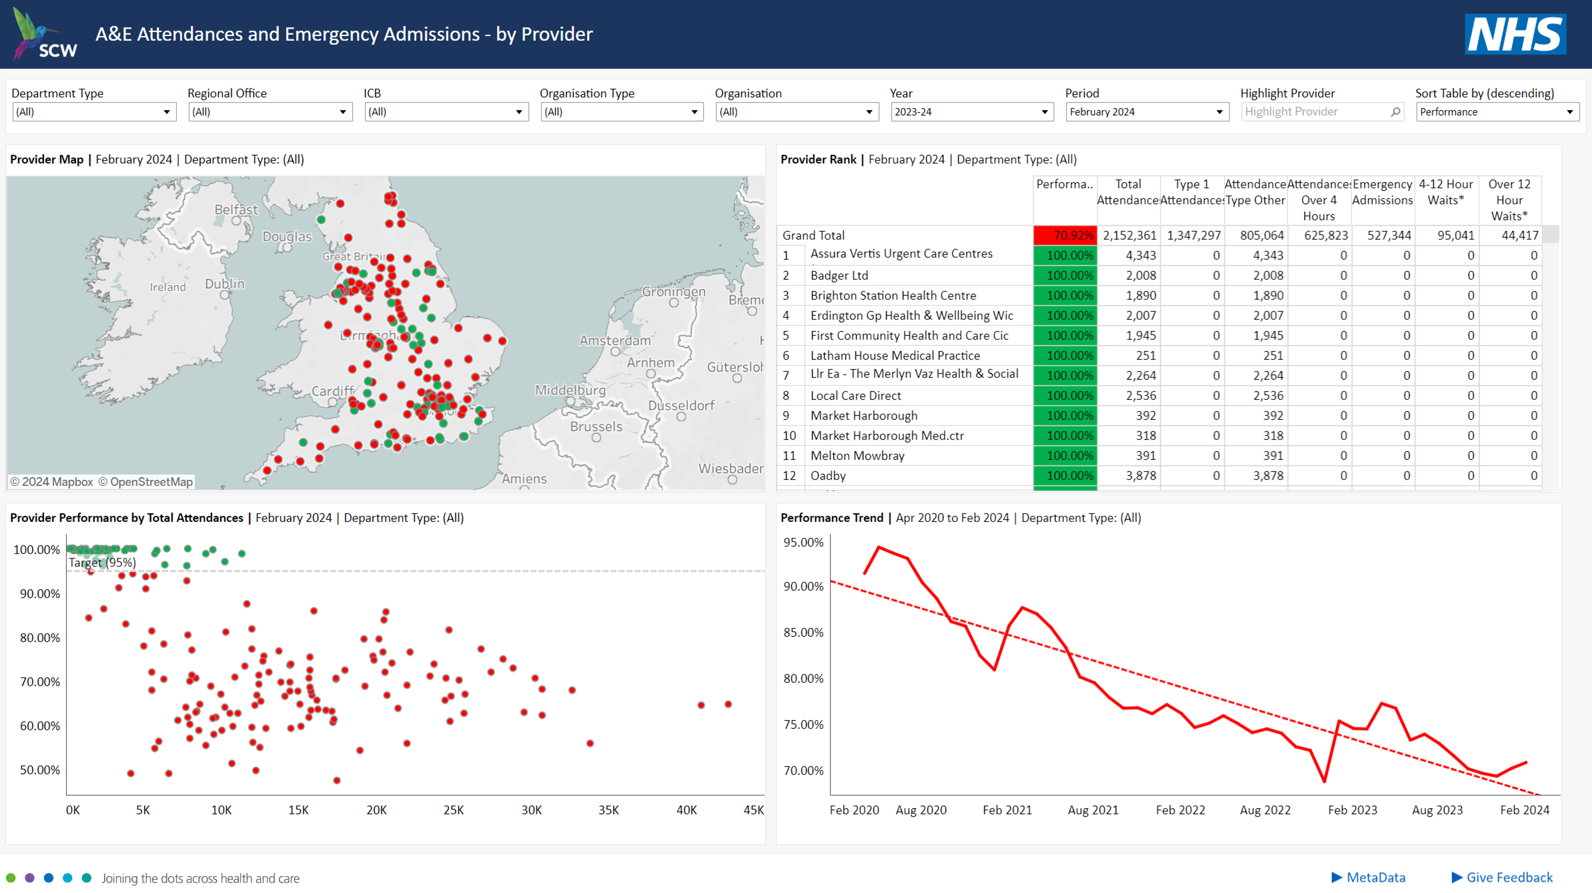 SCW
A&E Attendances and Emergency Admissions - by Provider
NHS
Department Type
Regional Office
ICB
Organisation Type
Organisation
Year
Period
Highlight Provider
Sort Table by (descending)
(All)
(All)
(All)
(All)
(All)
2023-24
February 2024
Highlight Provider
Performance
Provider Map | February 2024 | Department Type: (All)
Belfast
Douglas
Great Brit
Ireland
Dublin
Groningen
Brem
Amsterdam
Arnhem
Gütersloh
Cardiff
Middelburg
Dusseldorf
Brussels
Wiesbaden
Amiens
© 2024 Mapbox © OpenStreetMap
Provider Rank | February 2024 | Department Type: (All)
Performa.. Total Attendance Type 1 Attendance Attendance Type Other Attendance Over 4 Hours Emergency Admissions 4-12 Hour Waits* Over 12 Hour Waits*
Grand Total 70.92% 2,152,361 1,347,297 805,064 625,823 527,344 95,041 44,417
1 Assura Vertis Urgent Care Centres 100.00% 4,343 0 4,343 0 0 0 0
2 Badger Ltd 100.00% 2,008 0 2,008 0 0 0 0
3 Brighton Station Health Centre 100.00% 1,890 0 1,890 0 0 0 0
4 Erdington Gp Health & Wellbeing Wic 100.00% 2,007 0 2,007 0 0 0 0
5 First Community Health and Care Cic 100.00% 1,945 0 1,945 0 0 0 0
6 Latham House Medical Practice 100.00% 251 0 251 0 0 0 0
7 Llr Ea - The Merlyn Vaz Health & Social 100.00% 2,264 0 2,264 0 0 0 0
8 Local Care Direct 100.00% 2,536 0 2,536 0 0 0 0
9 Market Harborough 100.00% 392 0 392 0 0 0 0
10 Market Harborough Med.ctr 100.00% 318 0 318 0 0 0 0
11 Melton Mowbray 100.00% 391 0 391 0 0 0 0
12 Oadby 100.00% 3,878 0 3,878 0 0 0 0
Provider Performance by Total Attendances | February 2024 | Department Type: (All)
100.00%
Target (95%)
90.00%
80.00%
70.00%
60.00%
50.00%
0K 5K 10K 15K 20K 25K 30K 35K 40K 45K
Performance Trend | Apr 2020 to Feb 2024 | Department Type: (All)
95.00%
90.00%
85.00%
80.00%
75.00%
70.00%
Feb 2020 Aug 2020 Feb 2021 Aug 2021 Feb 2022 Aug 2022 Feb 2023 Aug 2023 Feb 2024
Joining the dots across health and care
MetaData
Give Feedback